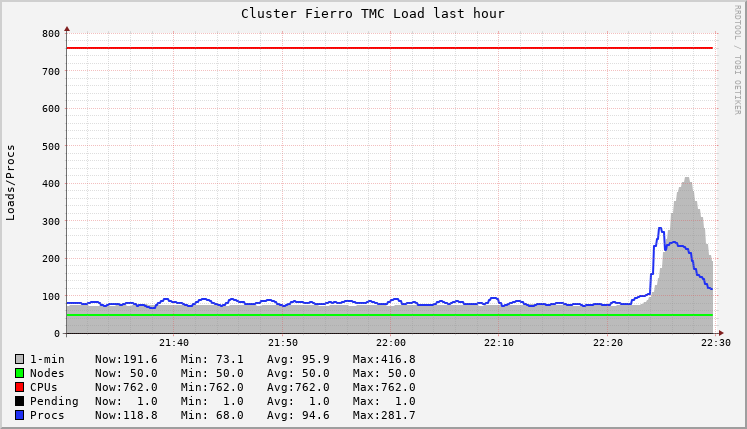 Cluster Fierro TMC Load last hour
RRDTOOL / TOBI OETIKER
Loads/Procs
800
700
600
500
400
300
200
100
0
21:40 21:50 22:00 22:10 22:20 22:30
1-min Now:191.6 Min: 73.1 Avg: 95.9 Max:416.8
Nodes Now: 50.0 Min: 50.0 Avg: 50.0 Max: 50.0
CPUs Now:762.0 Min:762.0 Avg:762.0 Max:762.0
Pending Now: 1.0 Min: 1.0 Avg: 1.0 Max: 1.0
Procs Now:118.8 Min: 68.0 Avg: 94.6 Max:281.7